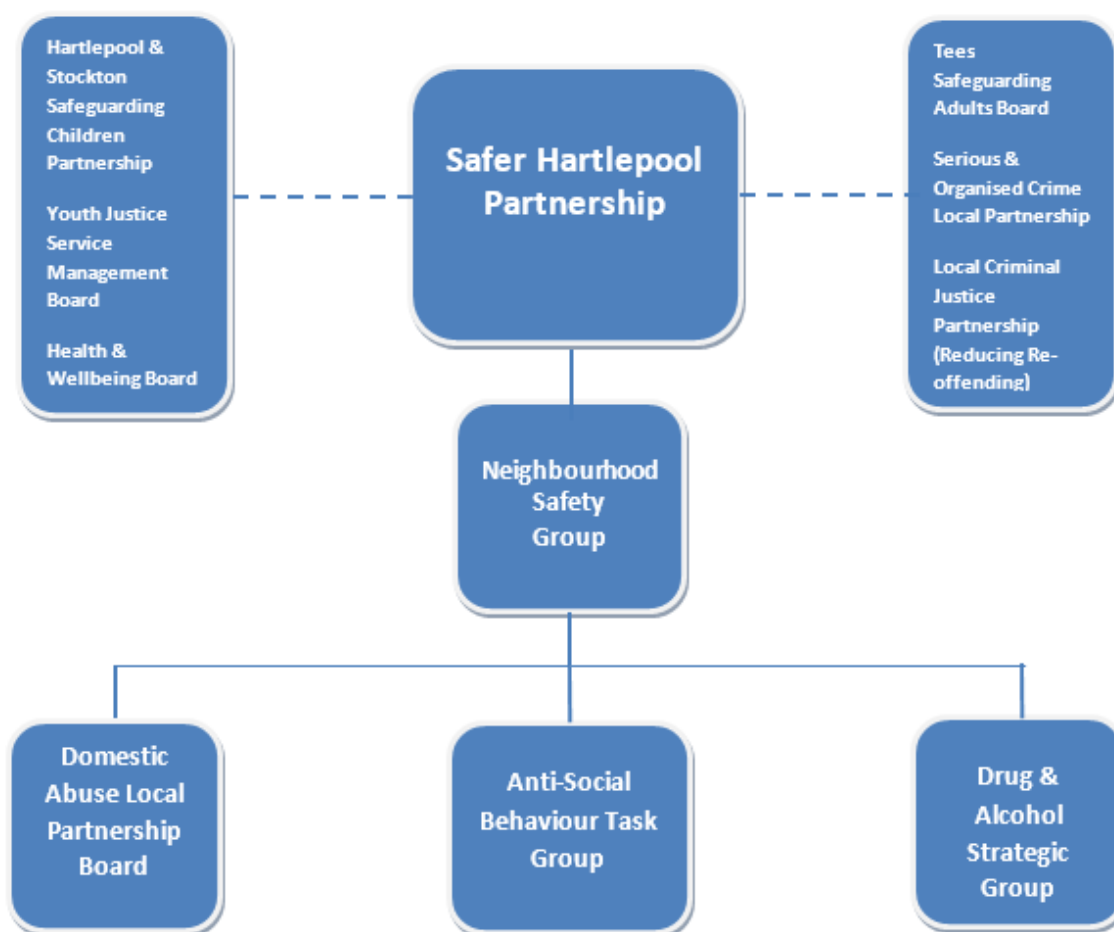 Hartlepool &
Stockton
Safeguarding
Children
Partnership
Youth Justice
Service
Management
Board
Health &
Wellbeing Board
Safer Hartlepool
Partnership
Tees
Safeguarding
Adults Board
Serious &
Organised Crime
Local Partnership
Local Criminal
Justice
Partnership
(Reducing Re-
offending)
Neighbourhood
Safety
Group
Domestic
Abuse Local
Partnership
Board
Anti-Social
Behaviour Task
Group
Drug &
Alcohol
Strategic
Group